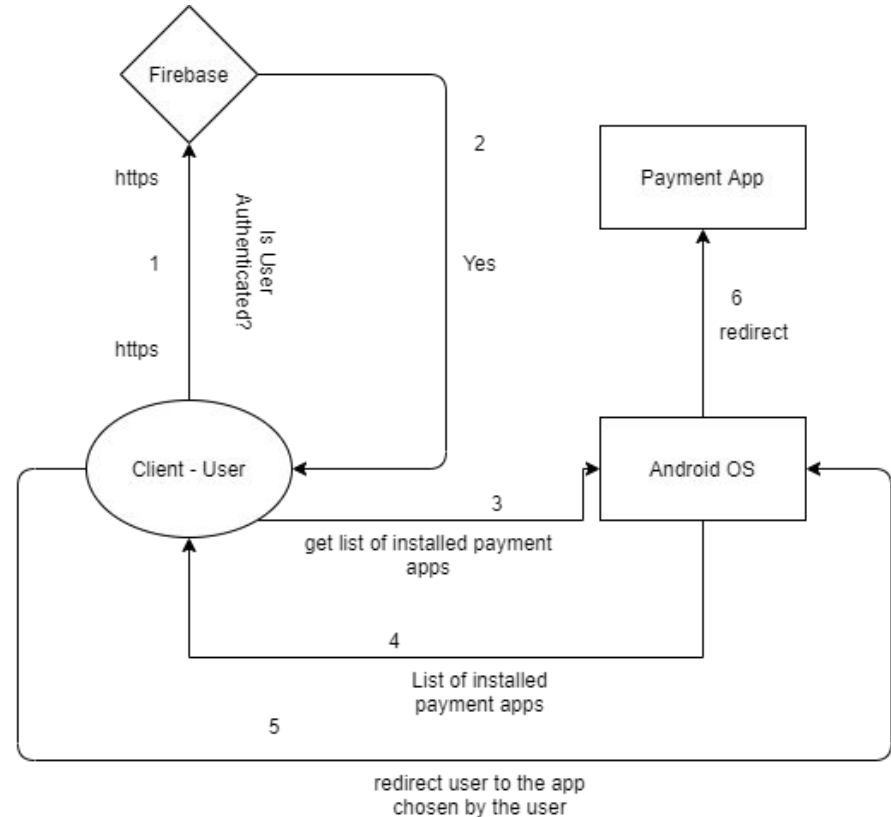 Firebase
2
https
Payment App
Is User
Authenticated?
1
Yes
6
redirect
https
Client - User
Android OS
3
get list of installed payment
apps
4
List of installed
payment apps
5
redirect user to the app
chosen by the user